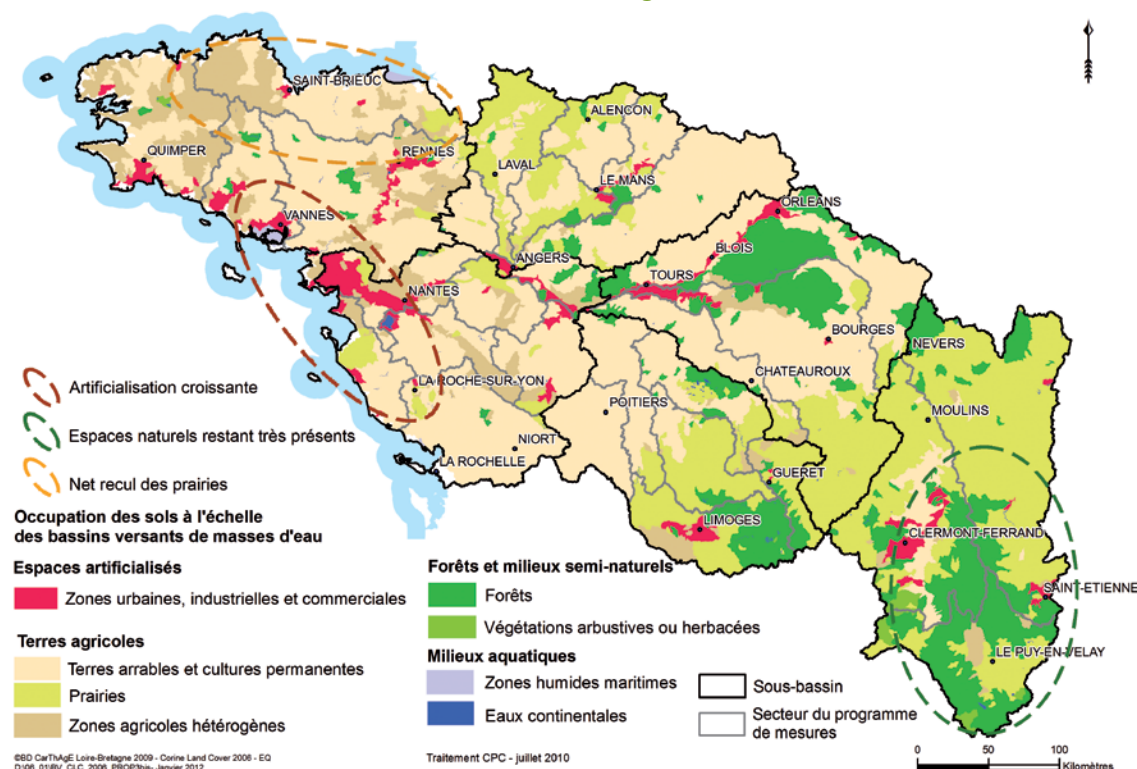 SAINT-BRIEUC
ALENCON
QUIMPER
RENNES
LAVAL
LE MANS
ORLEANS
VANNES
BLOIS
ANGERS
TOURS
NANTES
BOURGES
NEVERS
LA ROCHE-SUR-YON
CHATEAUROUX
POITIERS
MOULINS
NIORT
LA ROCHELLE
GUERET
LIMOGES
CLERMONT-FERRAND
SAINT-ETIENNE
LE PUY-EN-VELAY
Artificialisation croissante
Espaces naturels restant très présents
Net recul des prairies
Occupation des sols à l'échelle
des bassins versants de masses d'eau
Espaces artificialisés
Zones urbaines, industrielles et commerciales
Terres agricoles
Terres arrables et cultures permanentes
Prairies
Zones agricoles hétérogènes
Forêts et milieux semi-naturels
Forêts
Végétations arbustives ou herbacées
Milieux aquatiques
Zones humides maritimes
Eaux continentales
Sous-bassin
Secteur du programme
de mesures
0 50 100
Kilomètres
©BD CarThAgE Loire-Bretagne 2009 - Corine Land Cover 2006 - EQ
Traitement CPC - juillet 2010